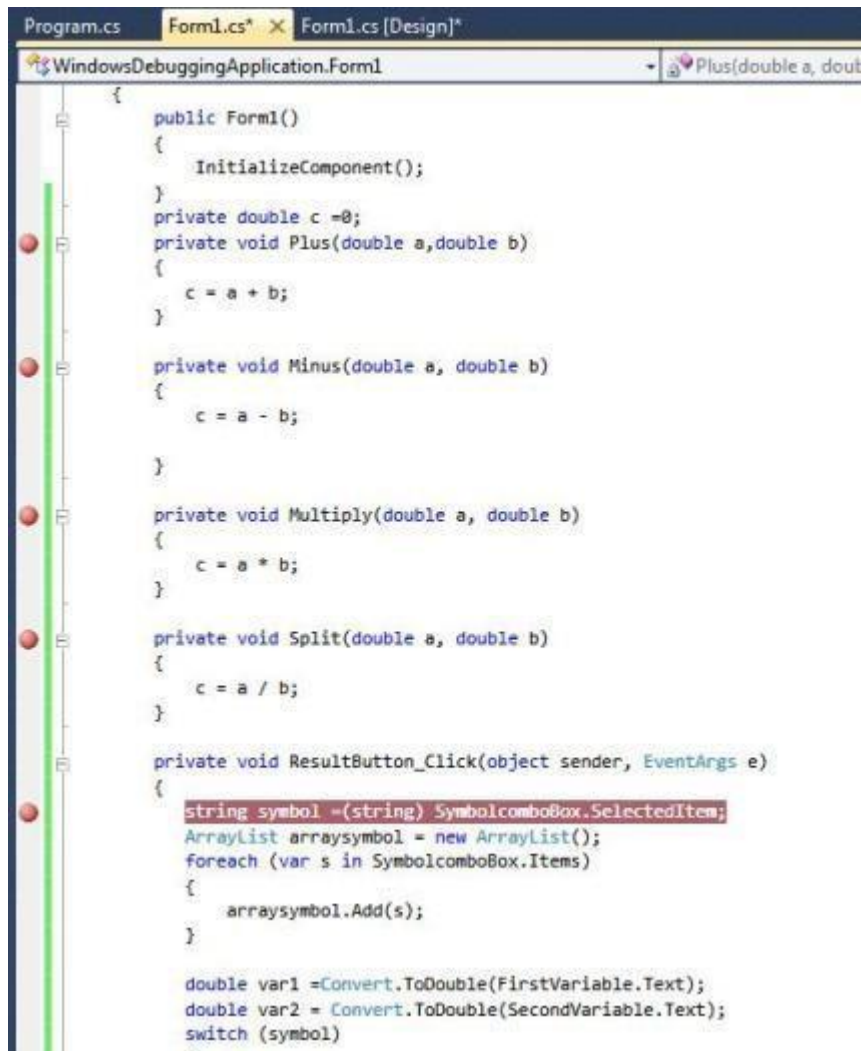 Program.cs Form1.cs* Form1.cs [Design]*
WindowsDebuggingApplication.Form1 Plus(double a, doub
{
public Form1()
{
InitializeComponent();
}
private double c =0;
private void Plus(double a,double b)
{
c = a + b;
}
private void Minus(double a, double b)
{
c = a - b;
}
private void Multiply(double a, double b)
{
c = a * b;
}
private void Split(double a, double b)
{
c = a / b;
}
private void ResultButton_Click(object sender, EventArgs e)
{
string symbol =(string) SymbolcomboBox.SelectedItem;
ArrayList arraysymbol = new ArrayList();
foreach (var s in SymbolcomboBox.Items)
{
arraysymbol.Add(s);
}
double var1 =Convert.ToDouble(FirstVariable.Text);
double var2 = Convert.ToDouble(SecondVariable.Text);
switch (symbol)